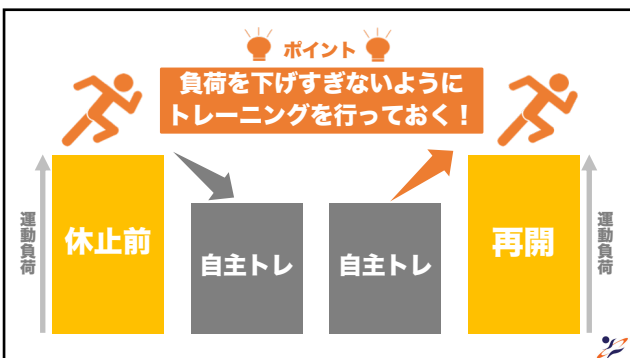 ポイント
負荷を下げすぎないように
トレーニングを行っておく！
運動負荷
休止前
自主トレ
自主トレ
再開
運動負荷